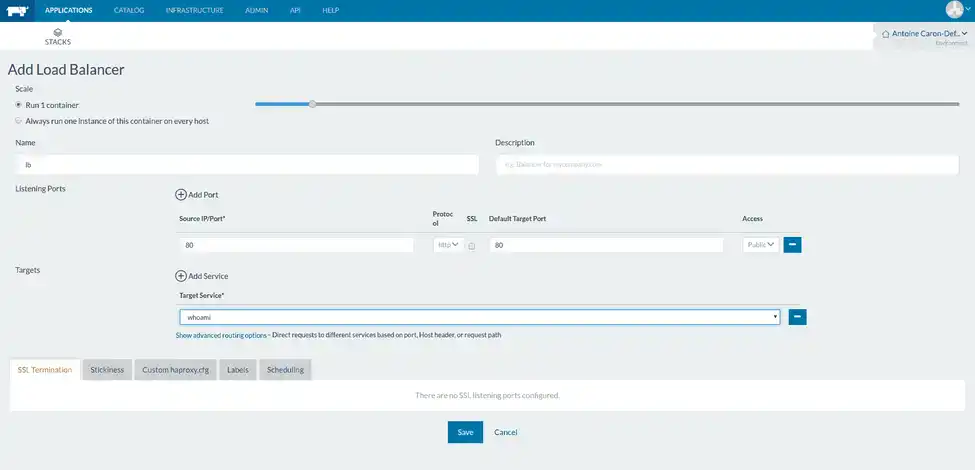 APPLICATIONS CATALOG INFRASTRUCTURE ADMIN API HELP
STACKS
Antoine Caron-Def..
Environment
Add Load Balancer
Scale
Run 1 container
Always run one instance of this container on every host
Name Description
lb e.g. Balancer for mycompany.com
Listening Ports
Add Port
Source IP/Port* Protocol SSL Default Target Port Access
80 http 80 Public
Targets
Add Service
Target Service*
whoami
Show advanced routing options - Direct requests to different services based on port, Host header, or request path
SSL Termination Stickiness Custom haproxy.cfg Labels Scheduling
There are no SSL listening ports configured.
Save Cancel